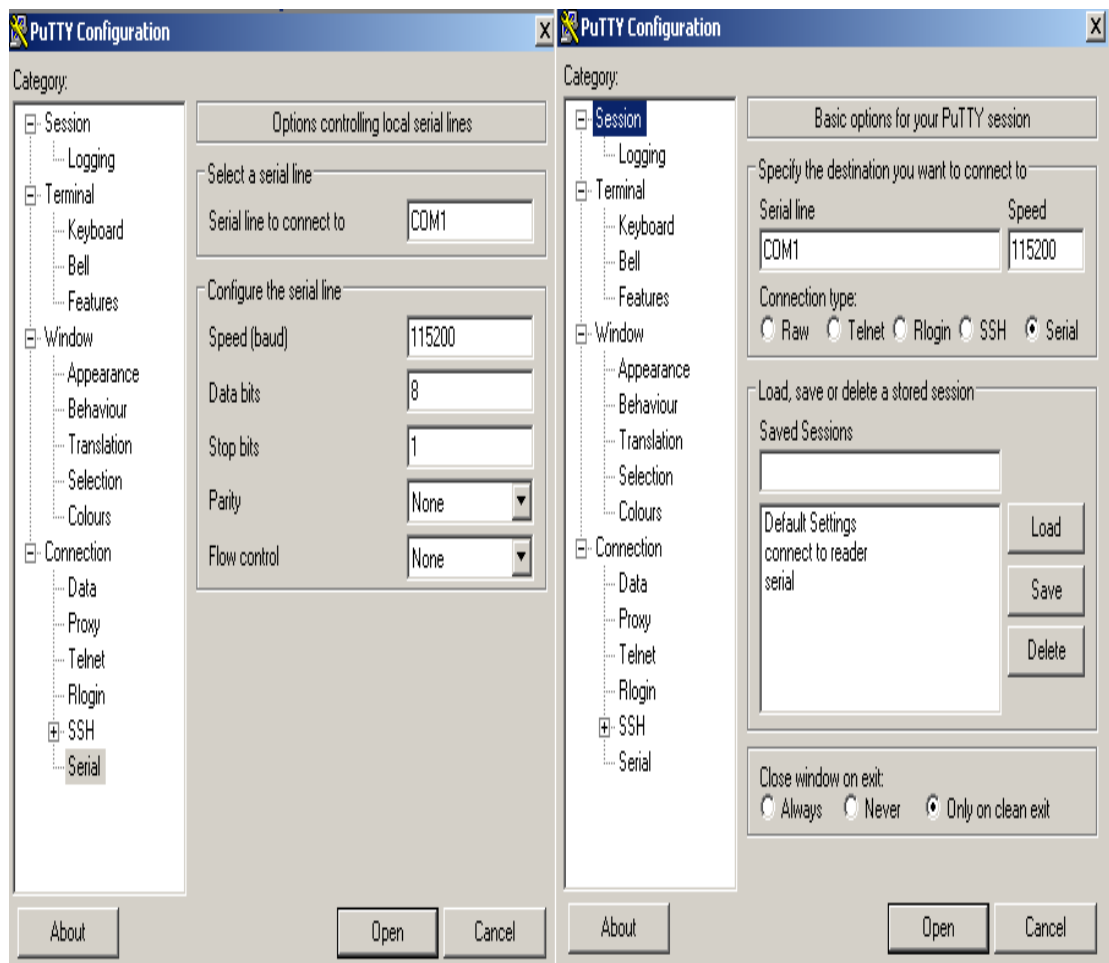 PuTTY Configuration
Category:
Session
Logging
Terminal
Keyboard
Bell
Features
Window
Appearance
Behaviour
Translation
Selection
Colours
Connection
Data
Proxy
Telnet
Rlogin
SSH
Serial
Options controlling local serial lines
Select a serial line
Serial line to connect to COM1
Configure the serial line
Speed (baud) 115200
Data bits 8
Stop bits 1
Parity None
Flow control None
About Open Cancel
PuTTY Configuration
Category:
Session
Logging
Terminal
Keyboard
Bell
Features
Window
Appearance
Behaviour
Translation
Selection
Colours
Connection
Data
Proxy
Telnet
Rlogin
SSH
Serial
Basic options for your PuTTY session
Specify the destination you want to connect to
Serial line Speed
COM1 115200
Connection type:
Raw Telnet Rlogin SSH Serial
Load, save or delete a stored session
Saved Sessions
Default Settings
connect to reader
serial
Load
Save
Delete
Close window on exit:
Always Never Only on clean exit
About Open Cancel